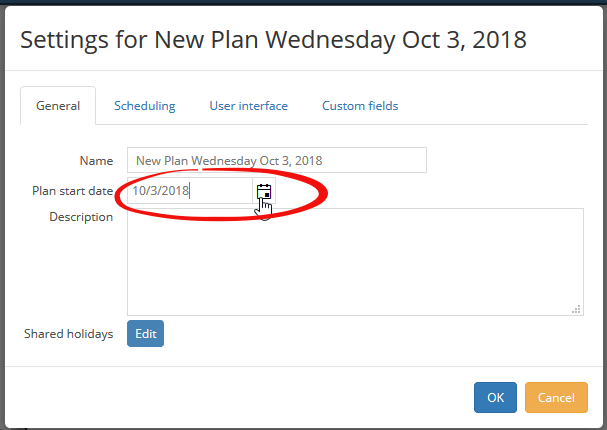 Settings for New Plan Wednesday Oct 3, 2018
General Scheduling User interface Custom fields
Name New Plan Wednesday Oct 3, 2018
Plan start date 10/3/2018
Description
Shared holidays Edit
OK Cancel